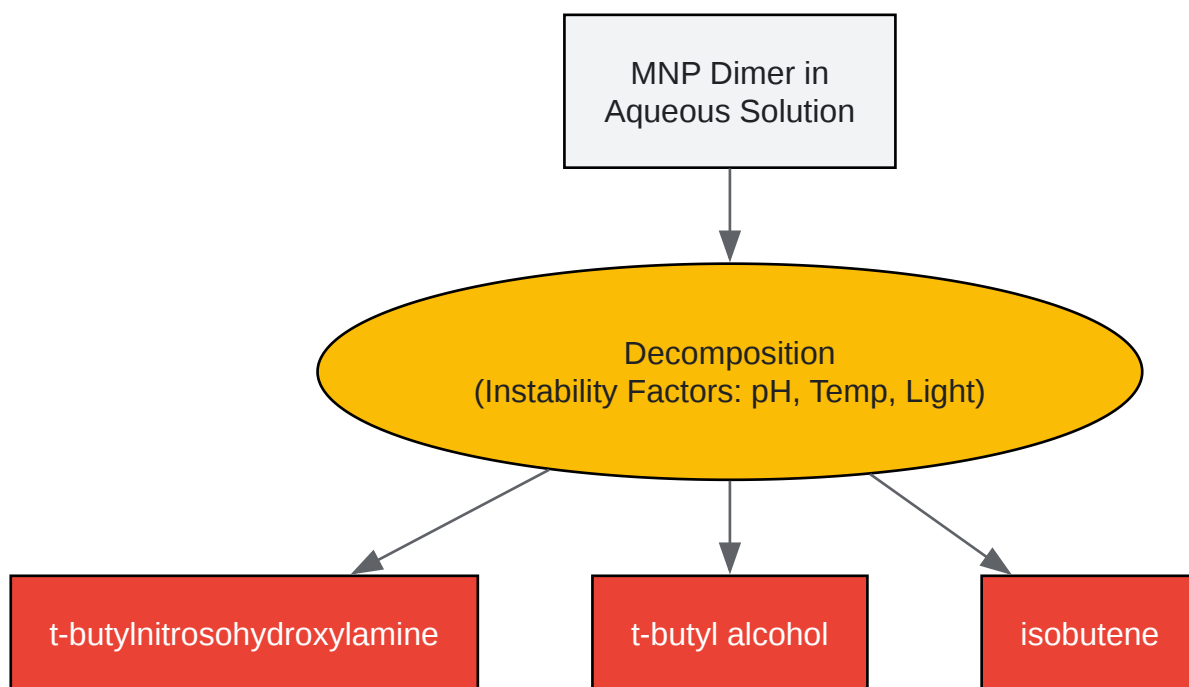 MNP Dimer in
Aqueous Solution
Decomposition
(Instability Factors: pH, Temp, Light)
t-butylnitrosohydroxylamine
t-butyl alcohol
isobutene